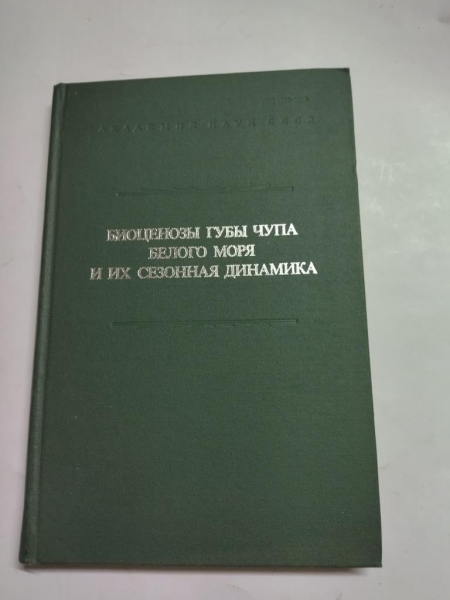 АКАДЕМИЯ НАУК СССР
БИОЦЕНОЗЫ ГУБЫ ЧУПА
БЕЛОГО МОРЯ
И ИХ СЕЗОННАЯ ДИНАМИКА